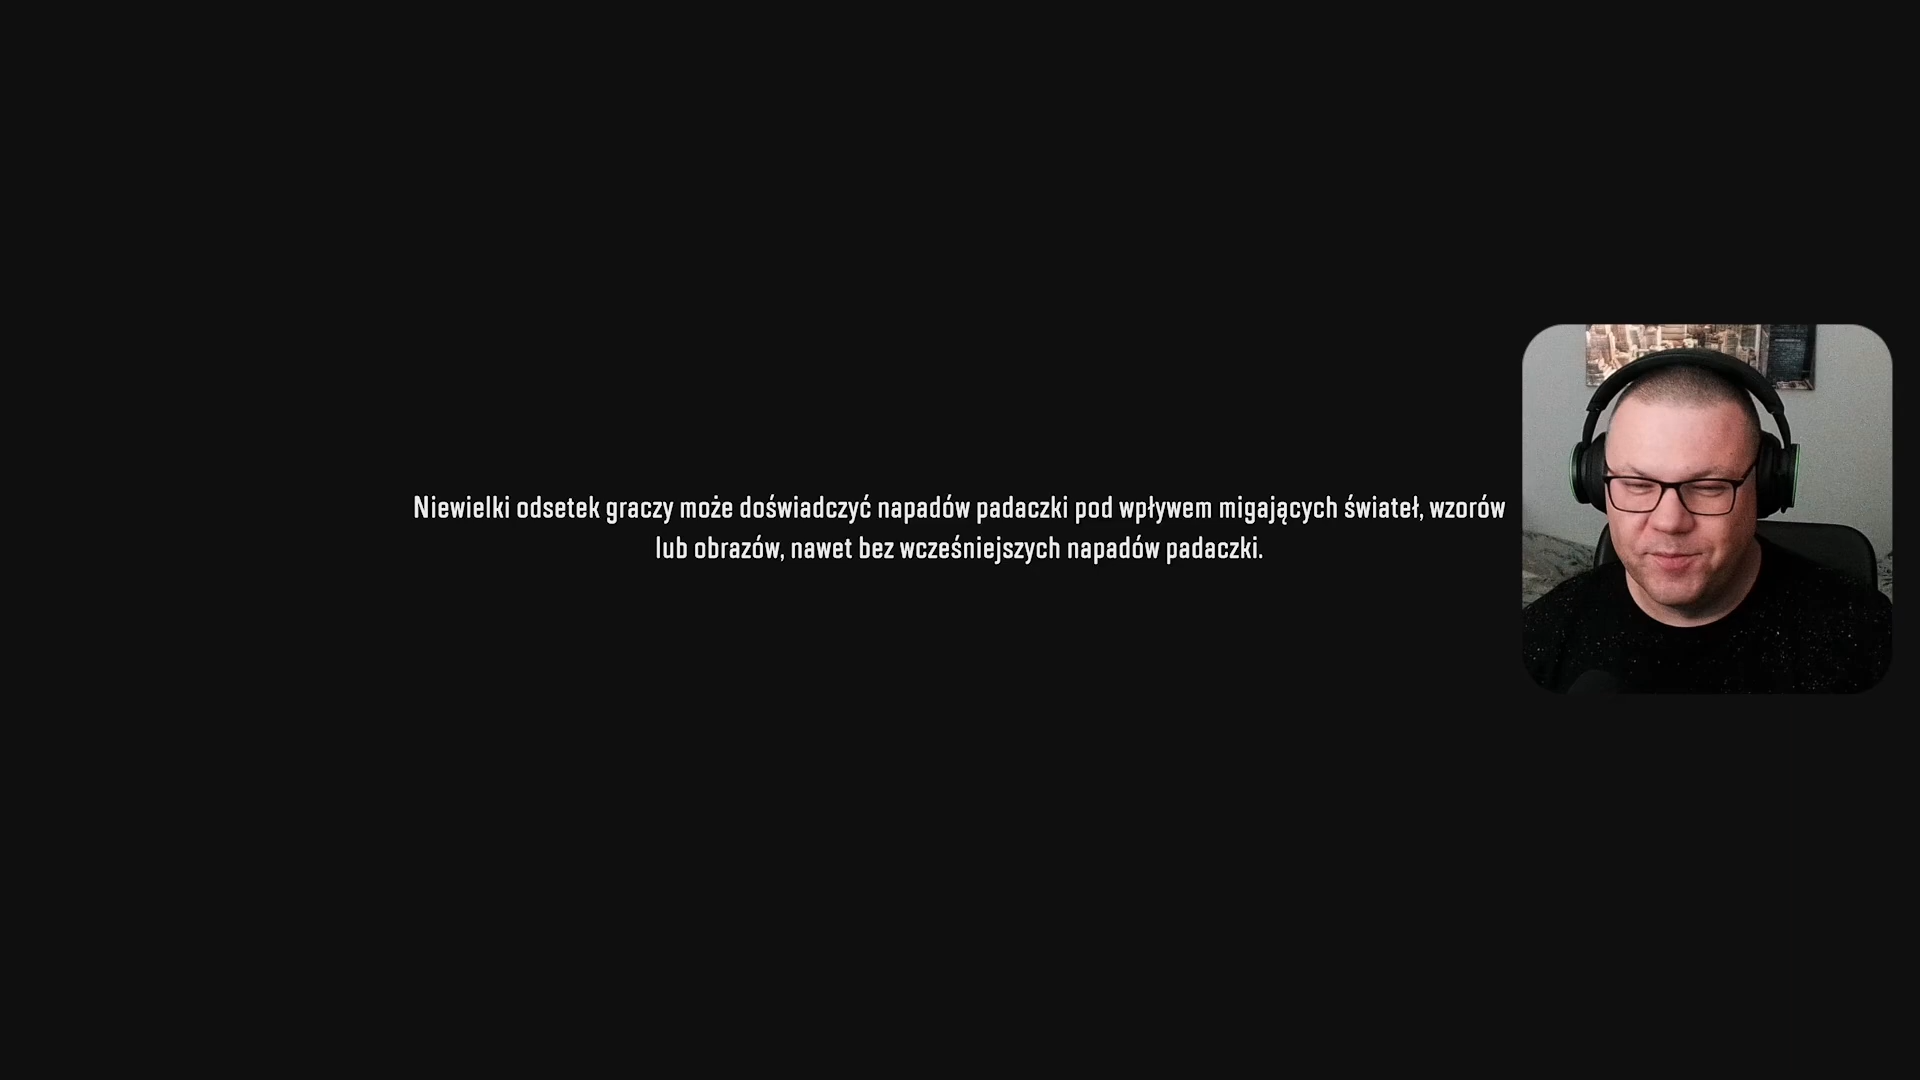 Niewielki odsetek graczy może doświadczyć napadów padaczki pod wpływem migających świateł, wzorów
lub obrazów, nawet bez wcześniejszych napadów padaczki.